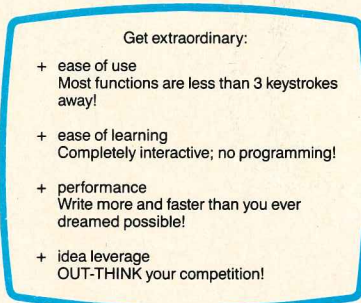 Get extraordinary:
+ ease of use
Most functions are less than 3 keystrokes
away!
+ ease of learning
Completely interactive; no programming!
+ performance
Write more and faster than you ever
dreamed possible!
+ idea leverage
OUT-THINK your competition!